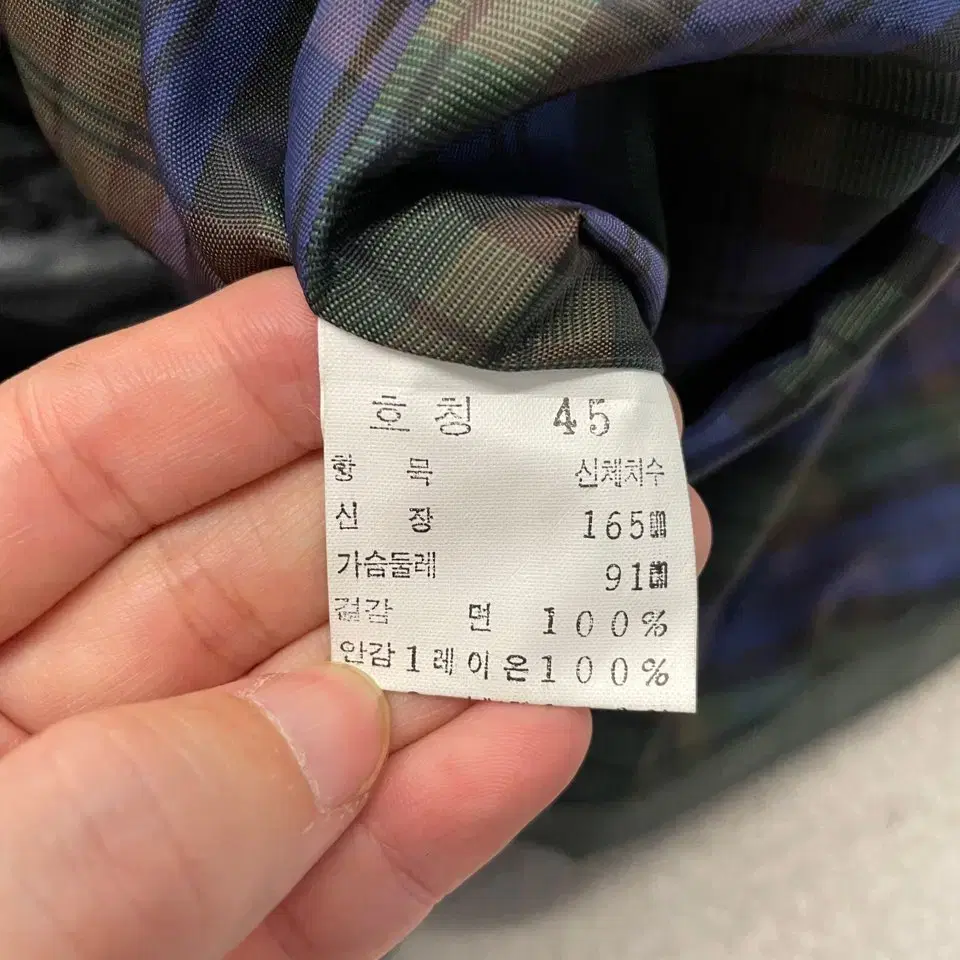 호칭 45
항목 신체치수
신장 165㎝
가슴둘레 91㎝
겉감 면 100%
안감1레이온100%